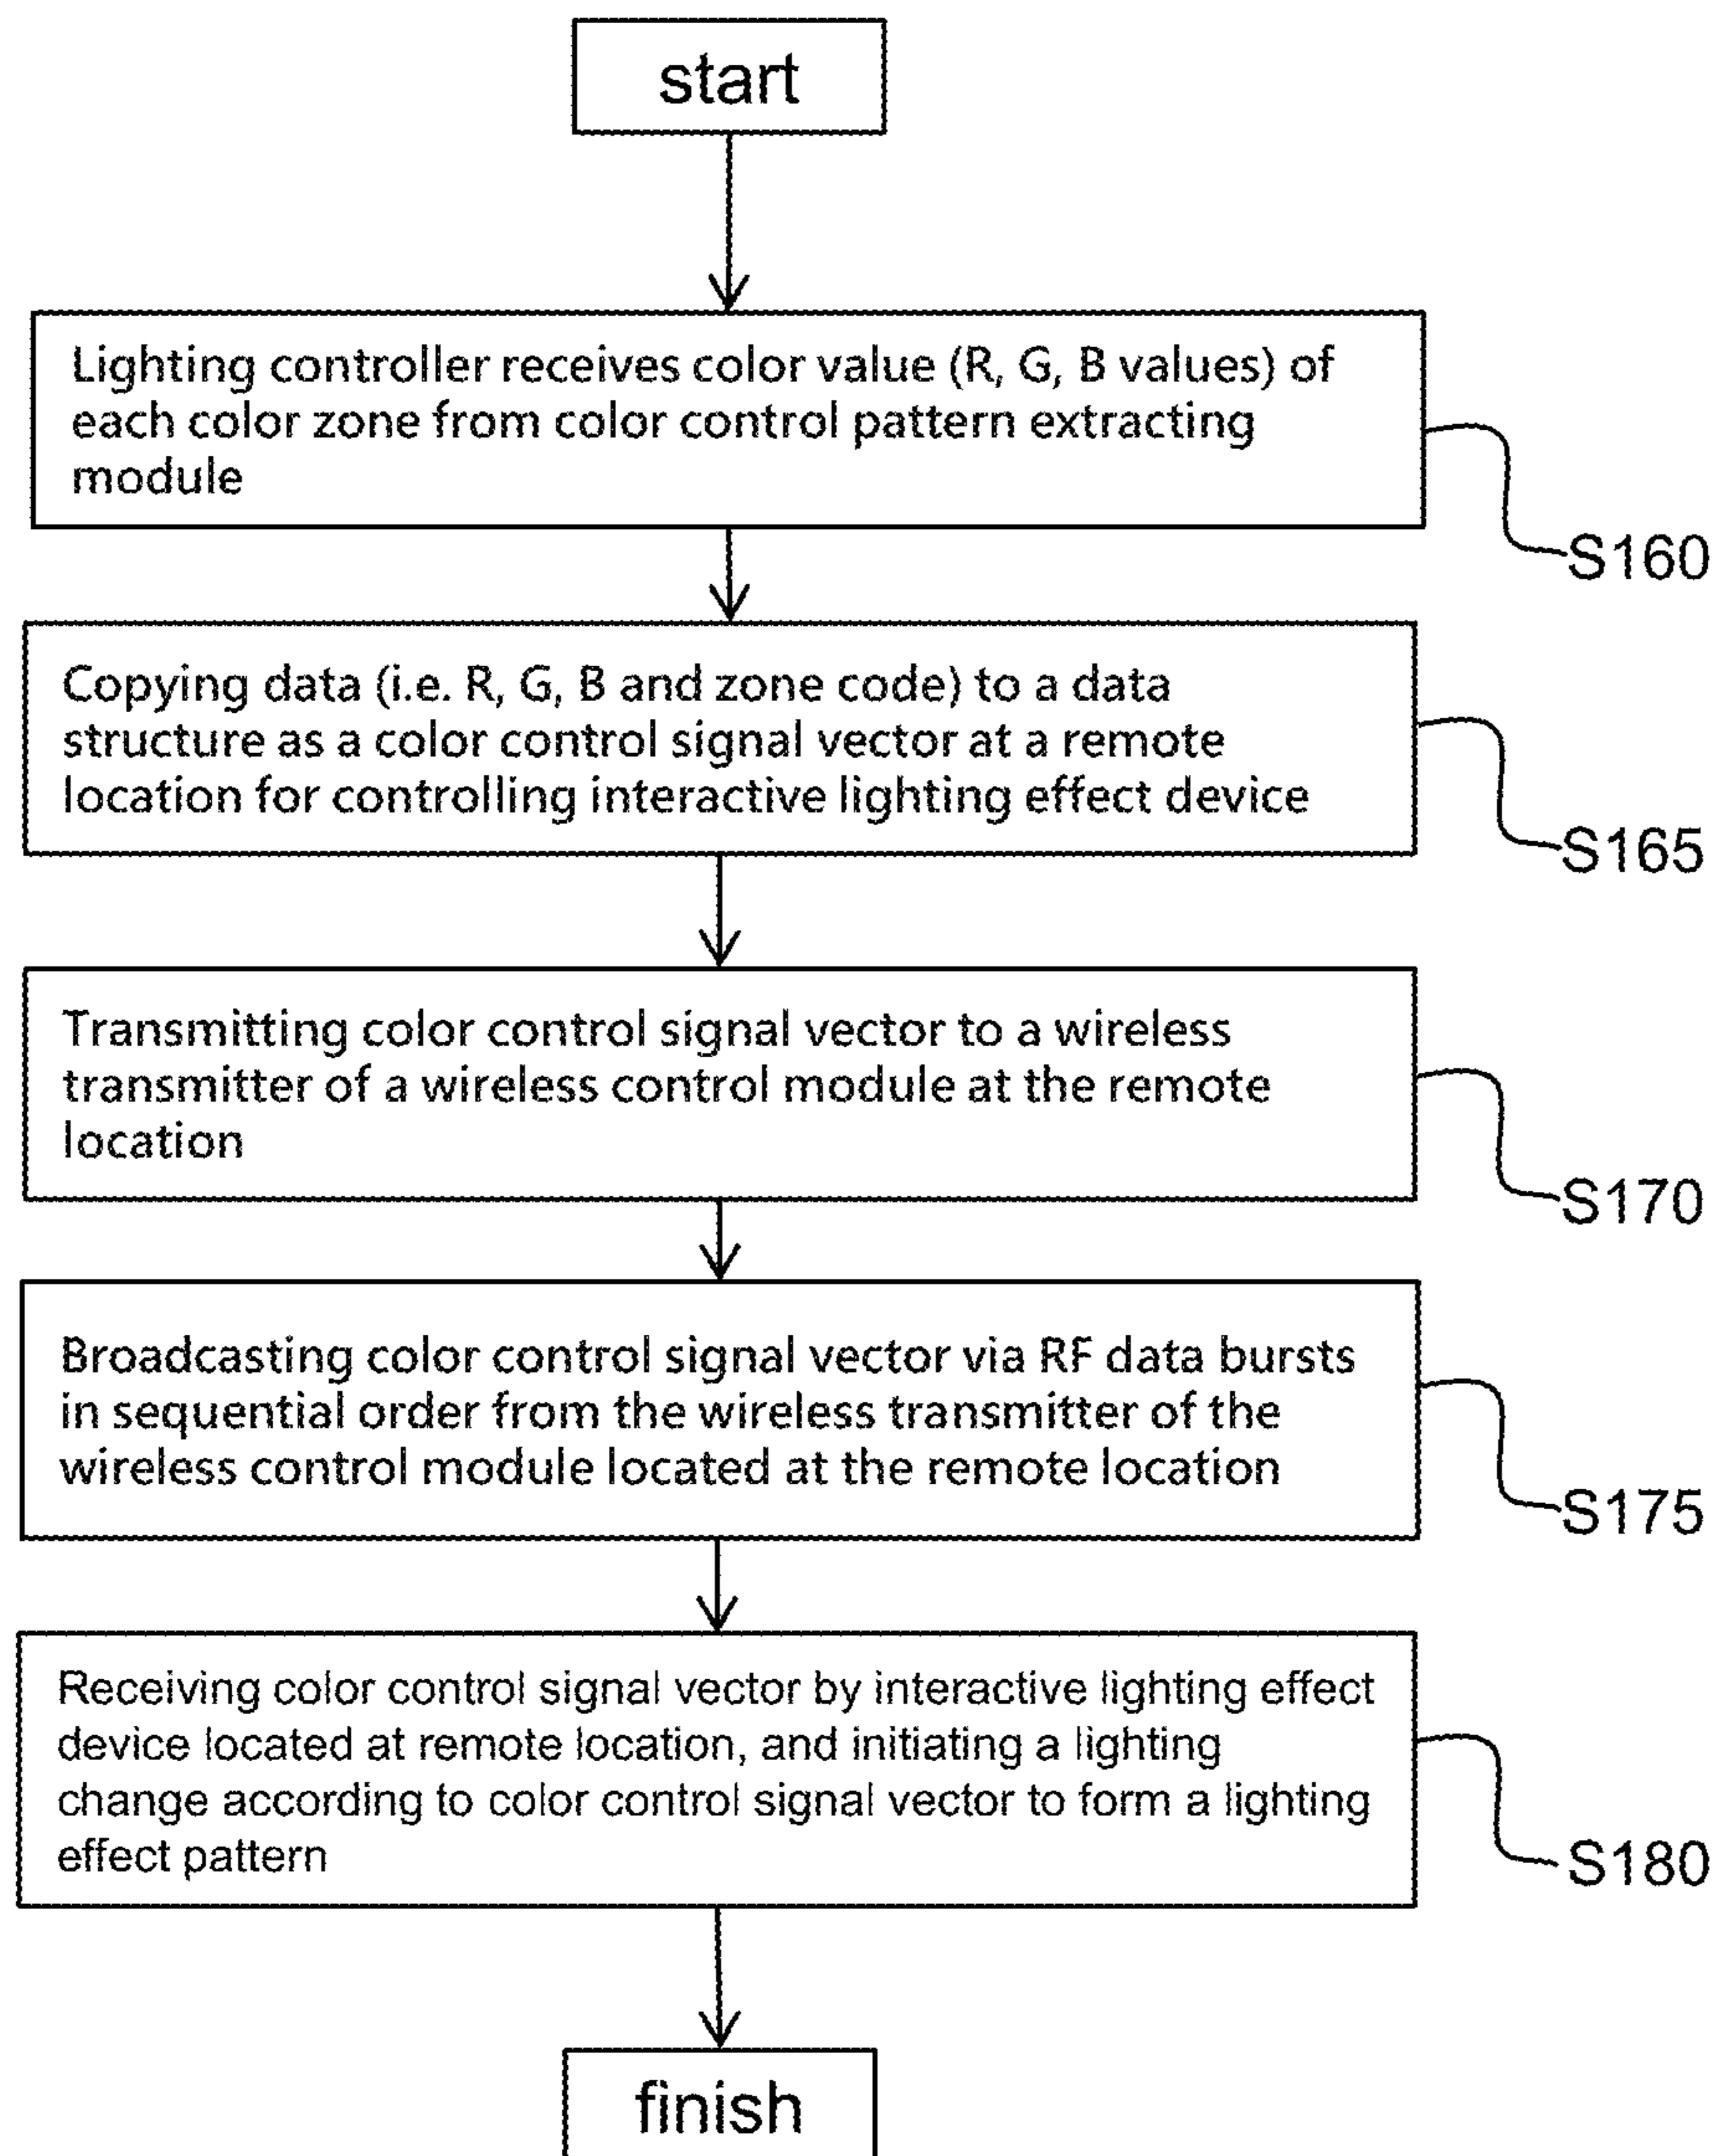 start
Lighting controller receives color value (R, G, B values) of
each color zone from color control pattern extracting
module
S160
Copying data (i.e. R, G, B and zone code) to a data
structure as a color control signal vector at a remote
location for controlling interactive lighting effect device
S165
Transmitting color control signal vector to a wireless
transmitter of a wireless control module at the remote
location
S170
Broadcasting color control signal vector via RF data bursts
in sequential order from the wireless transmitter of the
wireless control module located at the remote location
S175
Receiving color control signal vector by interactive lighting effect
device located at remote location, and initiating a lighting
change according to color control signal vector to form a lighting
effect pattern
S180
finish